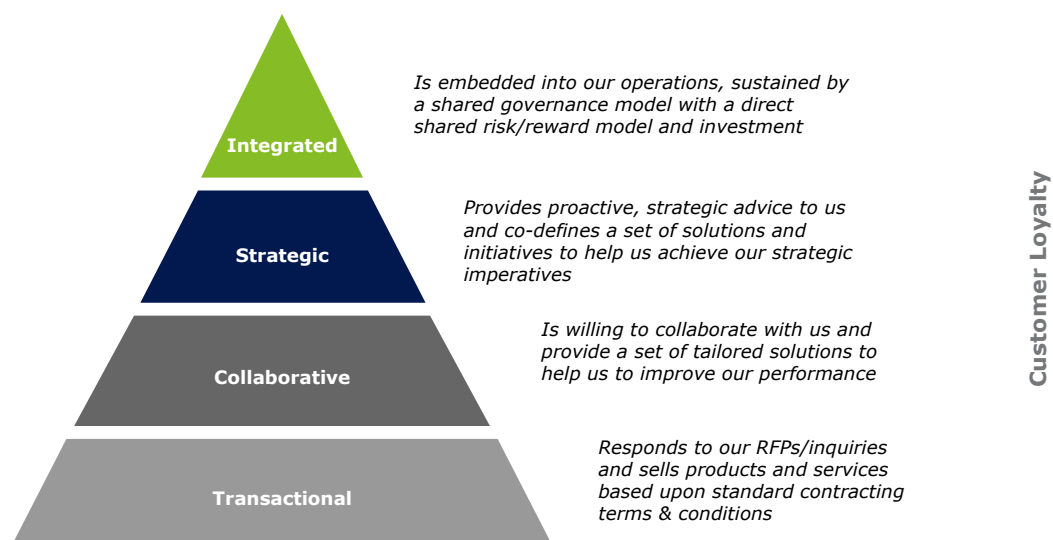 Integrated
Is embedded into our operations, sustained by
a shared governance model with a direct
shared risk/reward model and investment
Strategic
Provides proactive, strategic advice to us
and co-defines a set of solutions and
initiatives to help us achieve our strategic
imperatives
Collaborative
Is willing to collaborate with us and
provide a set of tailored solutions to
help us to improve our performance
Transactional
Responds to our RFPs/inquiries
and sells products and services
based upon standard contracting
terms & conditions
Customer Loyalty